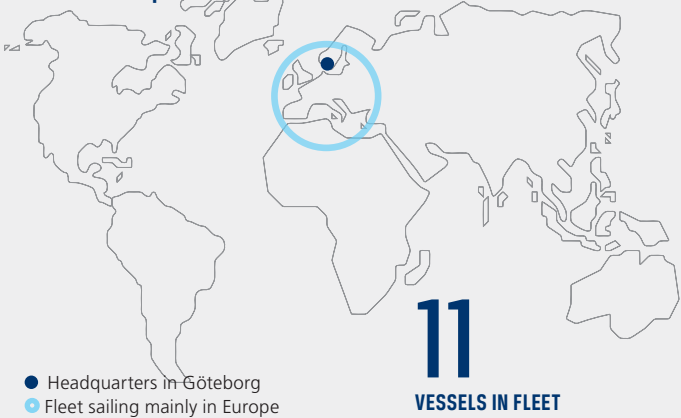 Headquarters in Göteborg
Fleet sailing mainly in Europe
11
VESSELS IN FLEET